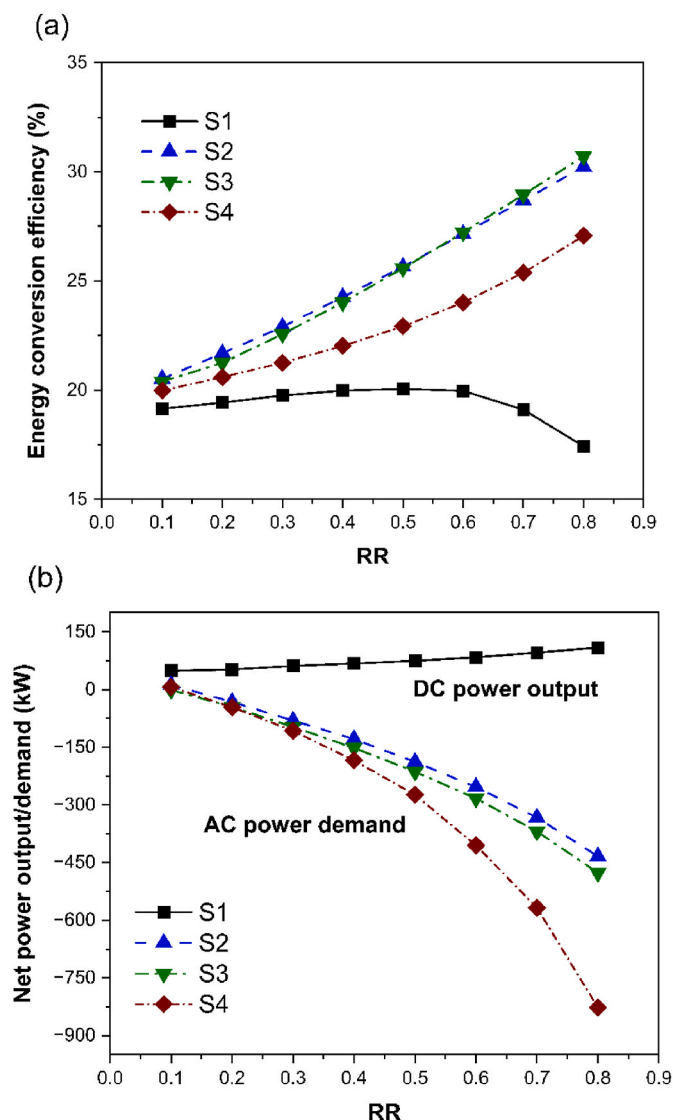 (a)
35
30
25
20
15
Energy conversion efficiency (%)
S1
S2
S3
S4
0.0 0.1 0.2 0.3 0.4 0.5 0.6 0.7 0.8 0.9
RR
(b)
150
0
−150
−300
−450
−600
−750
−900
Net power output/demand (kW)
DC power output
AC power demand
S1
S2
S3
S4
0.0 0.1 0.2 0.3 0.4 0.5 0.6 0.7 0.8 0.9
RR